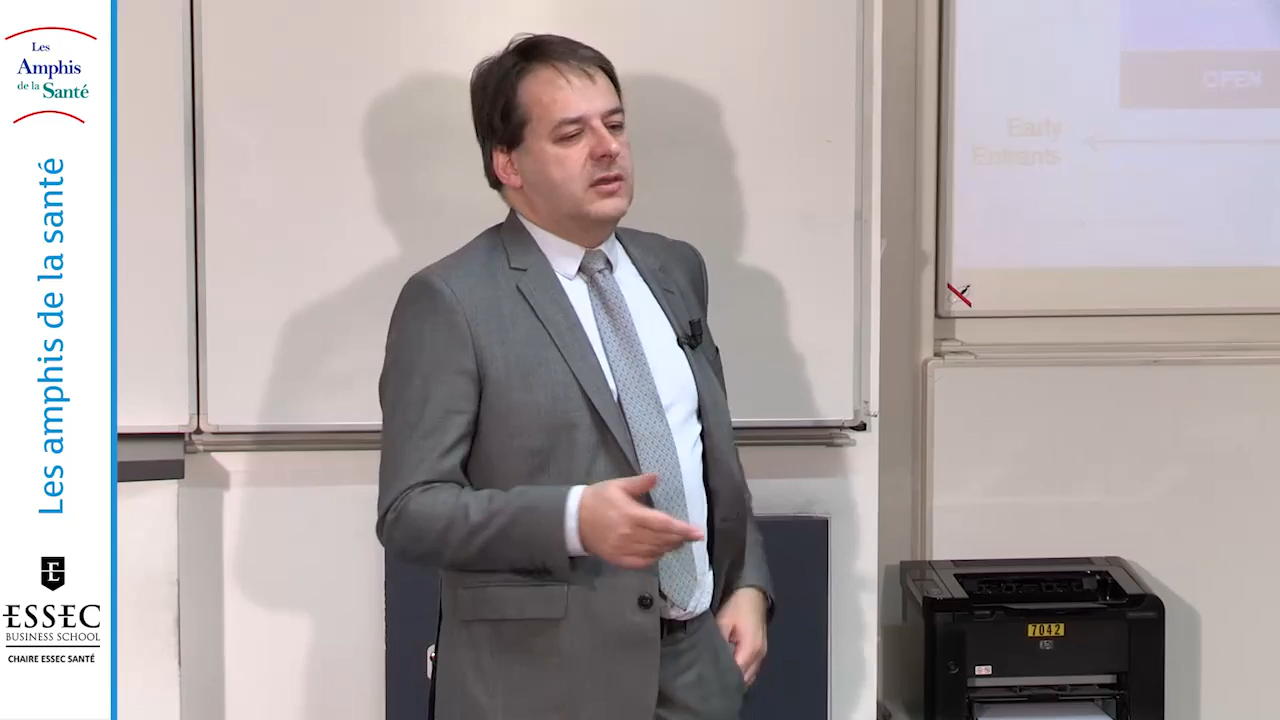 Les
Amphis
de la Santé
Les amphis de la santé
ESSEC
BUSINESS SCHOOL
CHAIRE ESSEC SANTÉ
OPEN
Early
Entrants
7042
hp